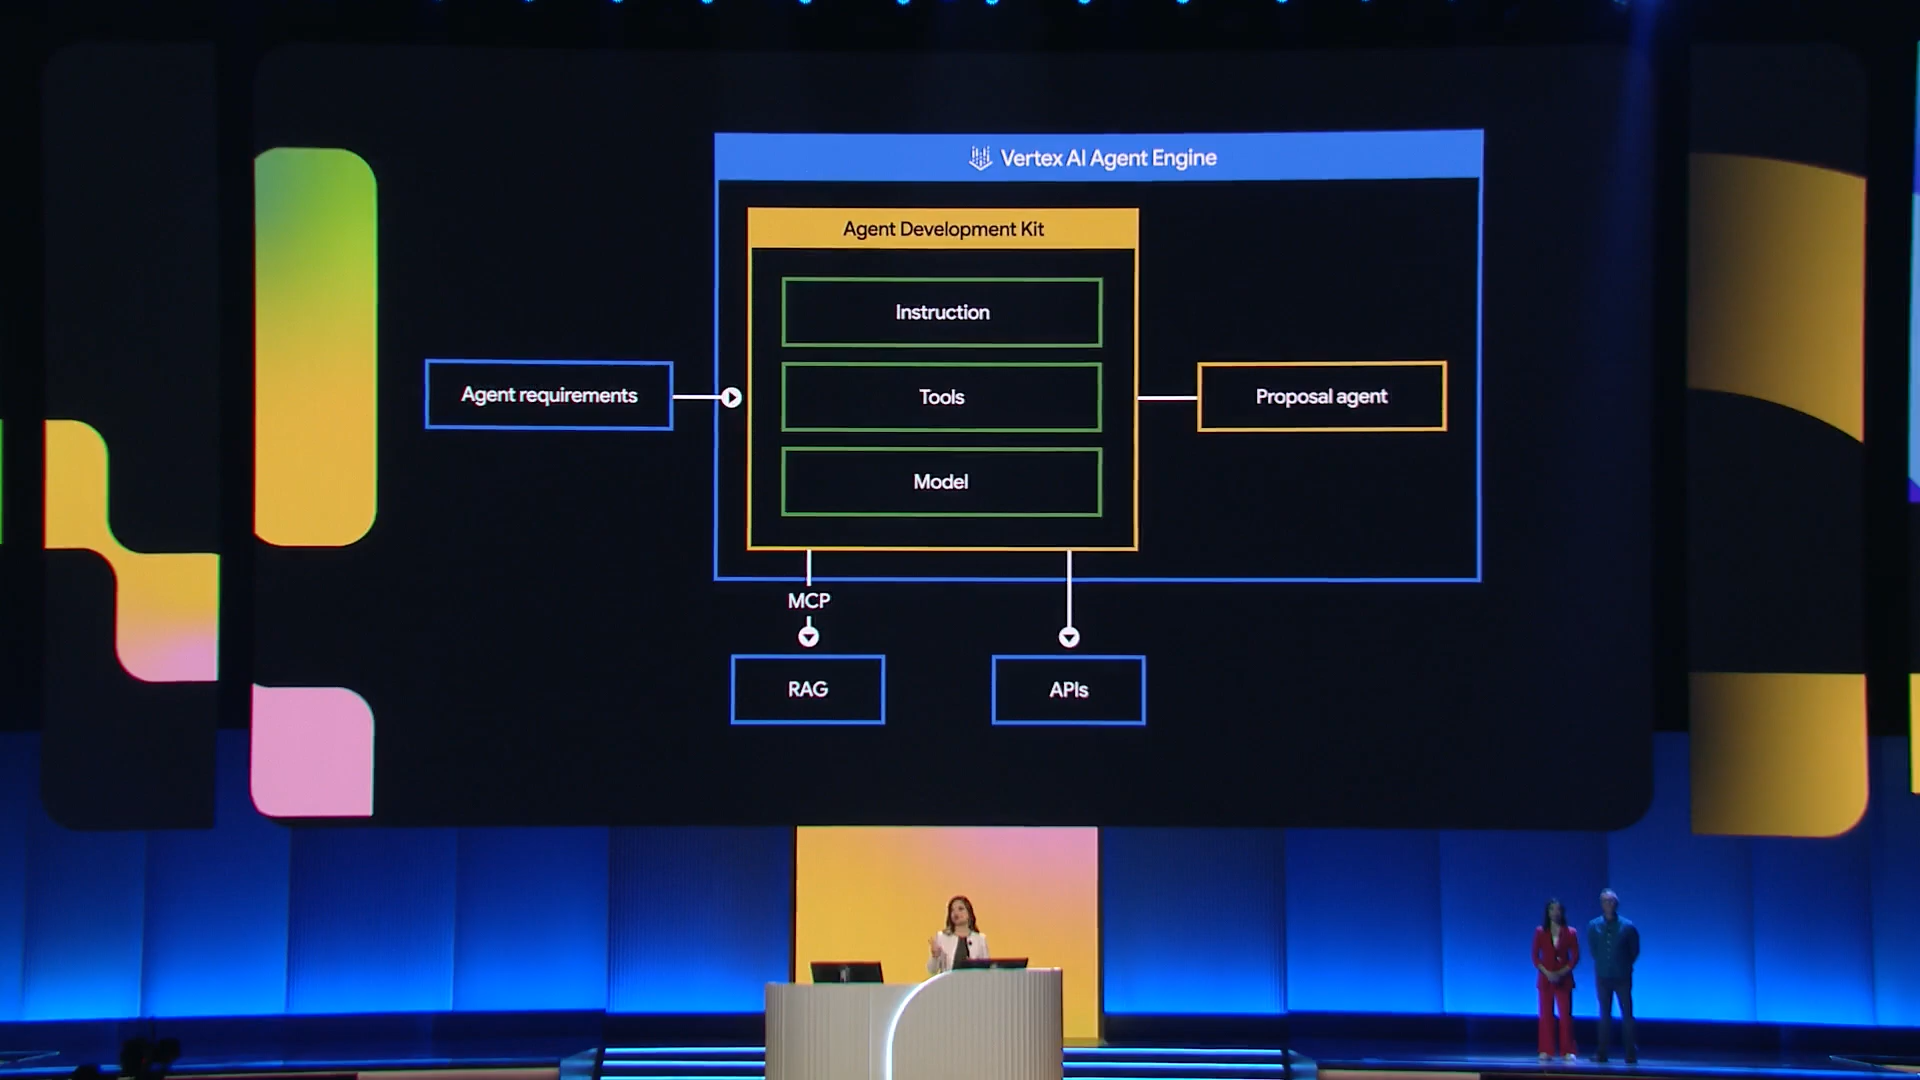 Vertex AI Agent Engine
Agent Development Kit
Instruction
Agent requirements
Tools
Proposal agent
Model
MCP
RAG
APIs